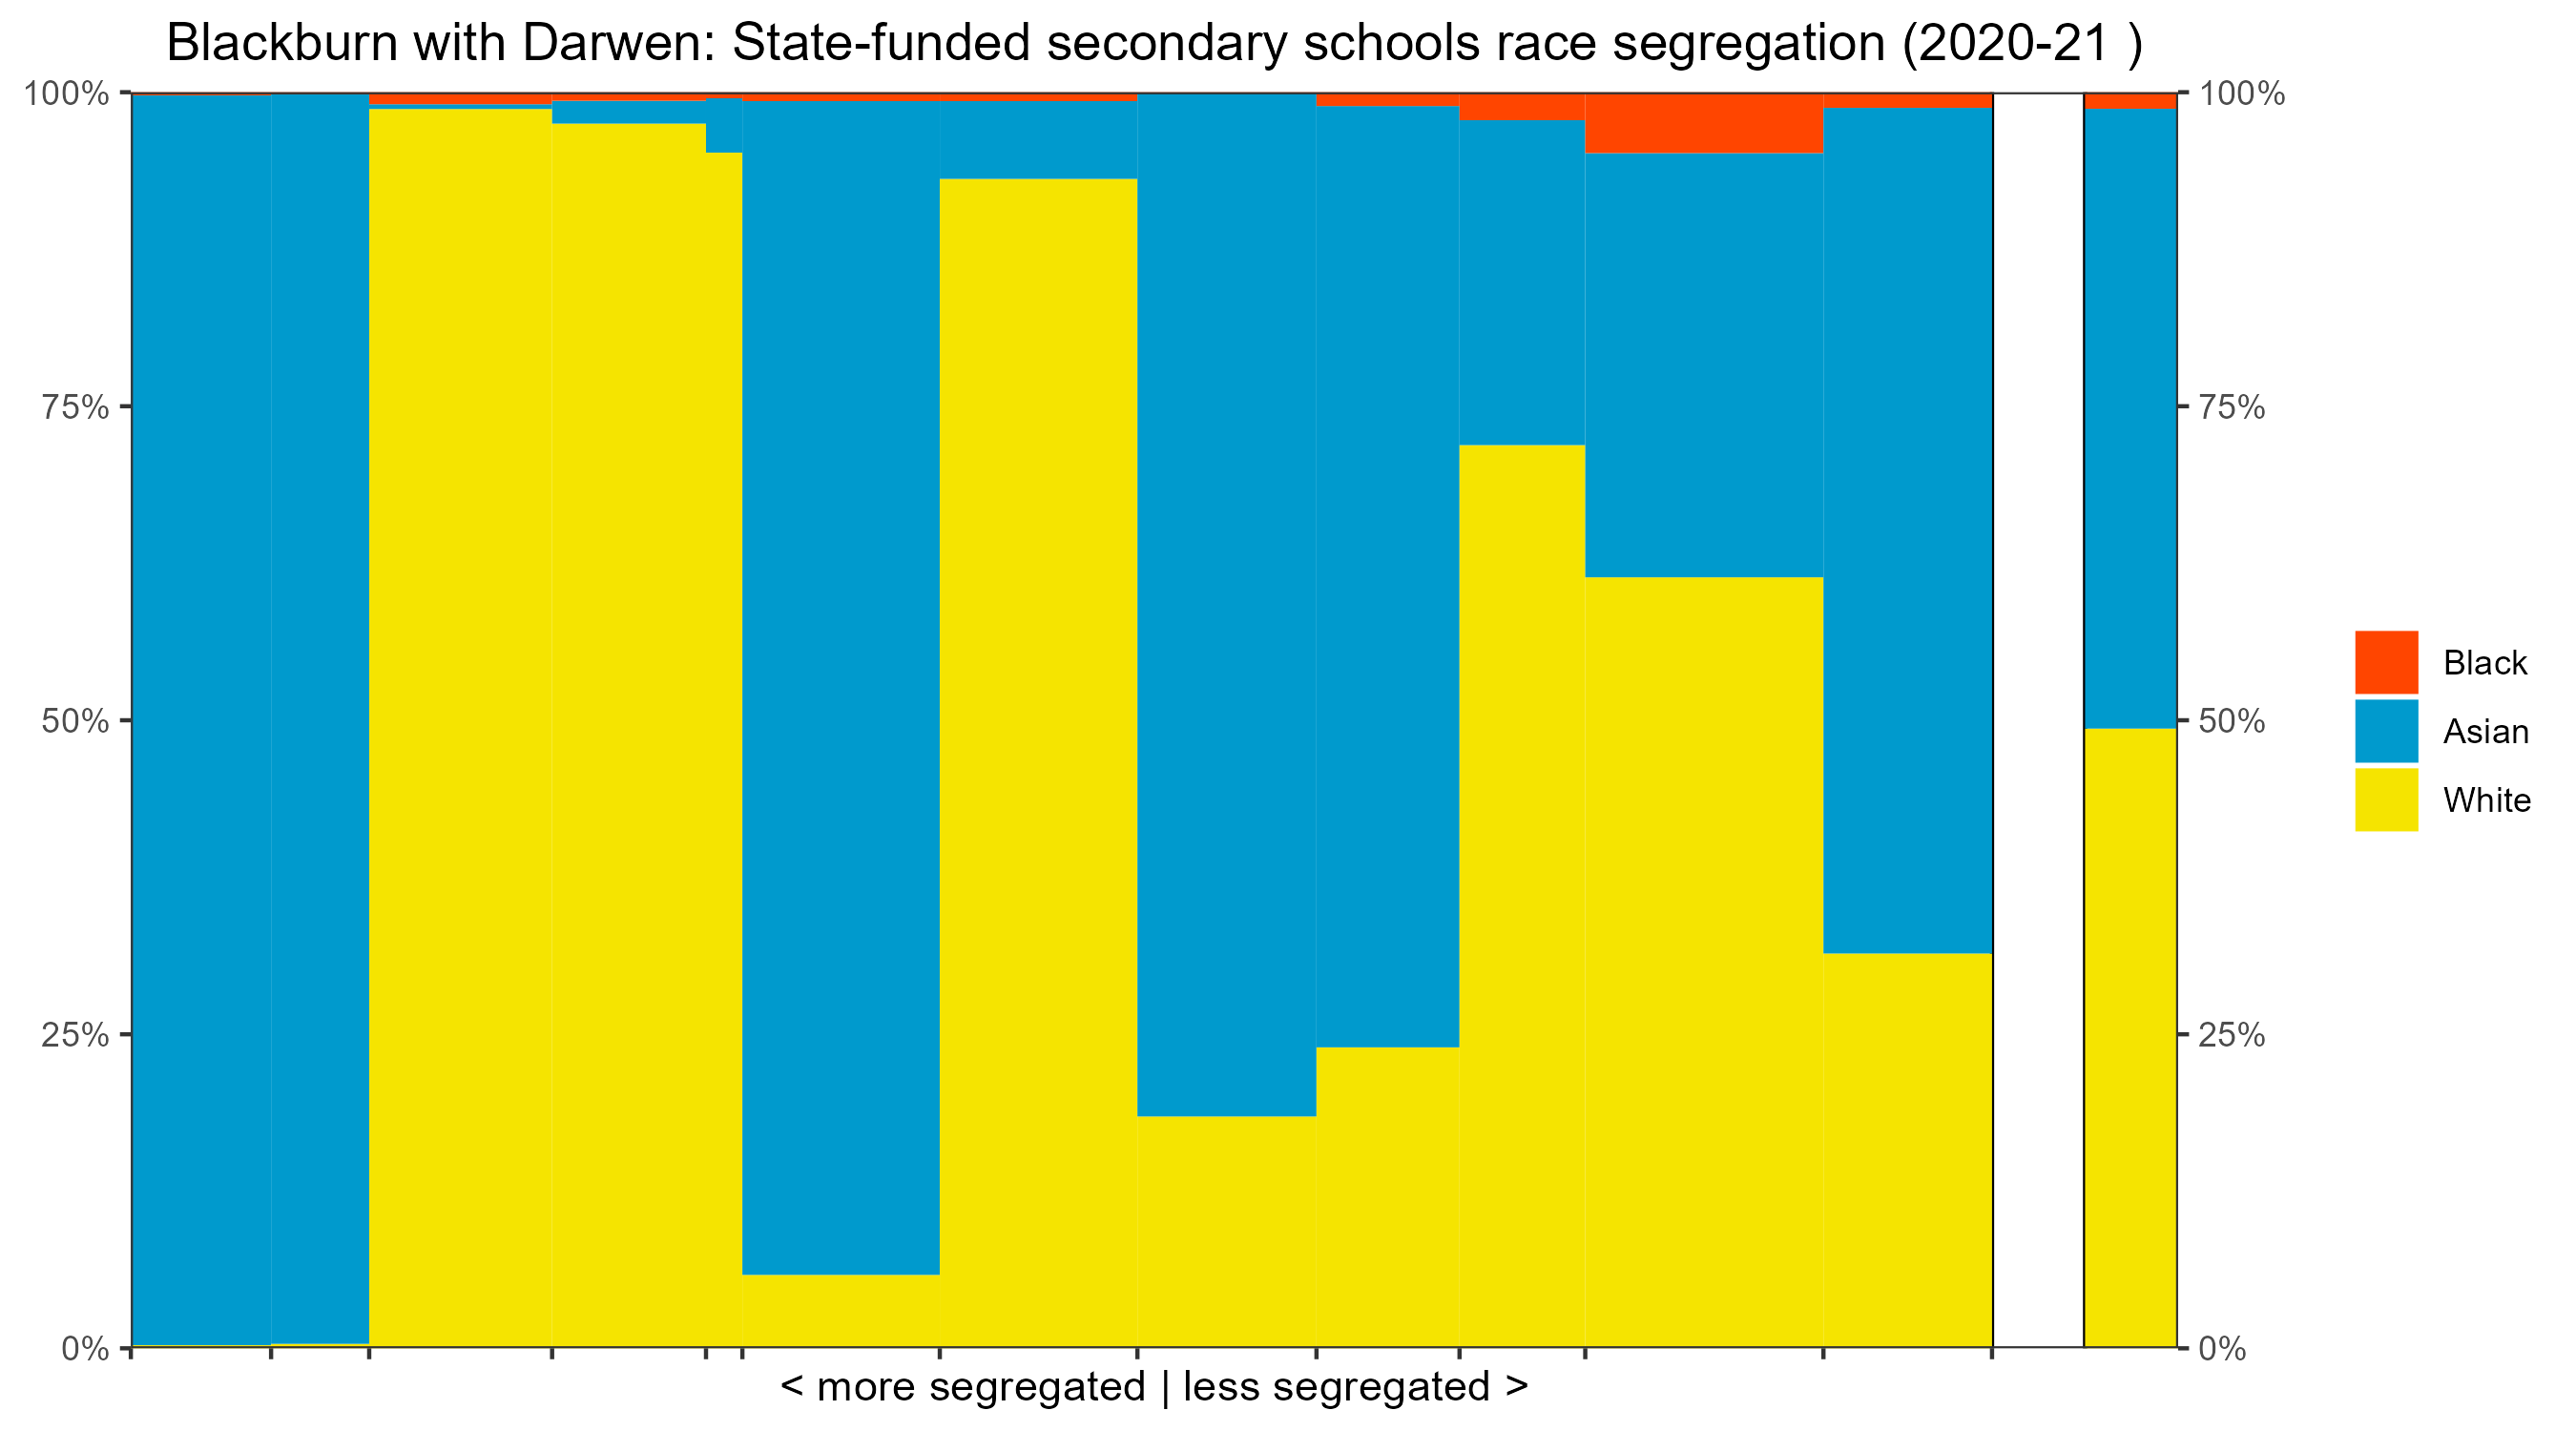 Blackburn with Darwen: State-funded secondary schools race segregation (2020-21 )
100%
75%
50%
25%
0%
100%
75%
50%
25%
0%
Black
Asian
White
< more segregated | less segregated >